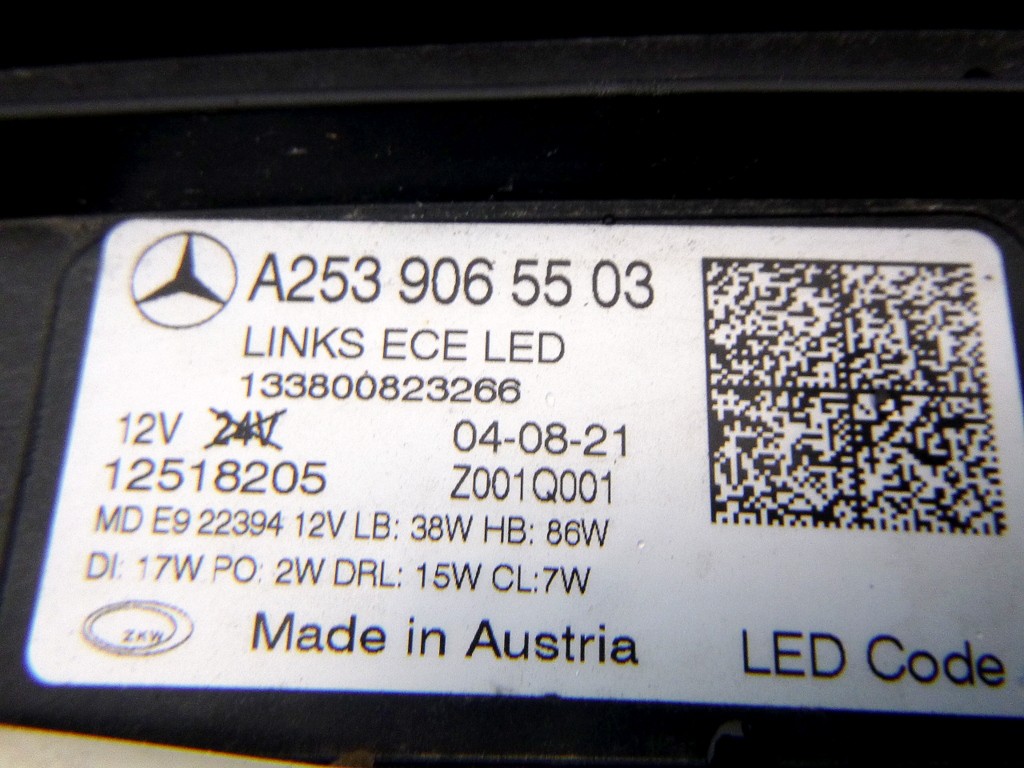 A253 906 55 03
LINKS ECE LED
133800823266
12V 24V 04-08-21
12518205 Z001Q001
MD E9 22394 12V LB: 38W HB: 86W
DI: 17W PO: 2W DRL: 15W CL:7W
ZKW Made in Austria LED Code